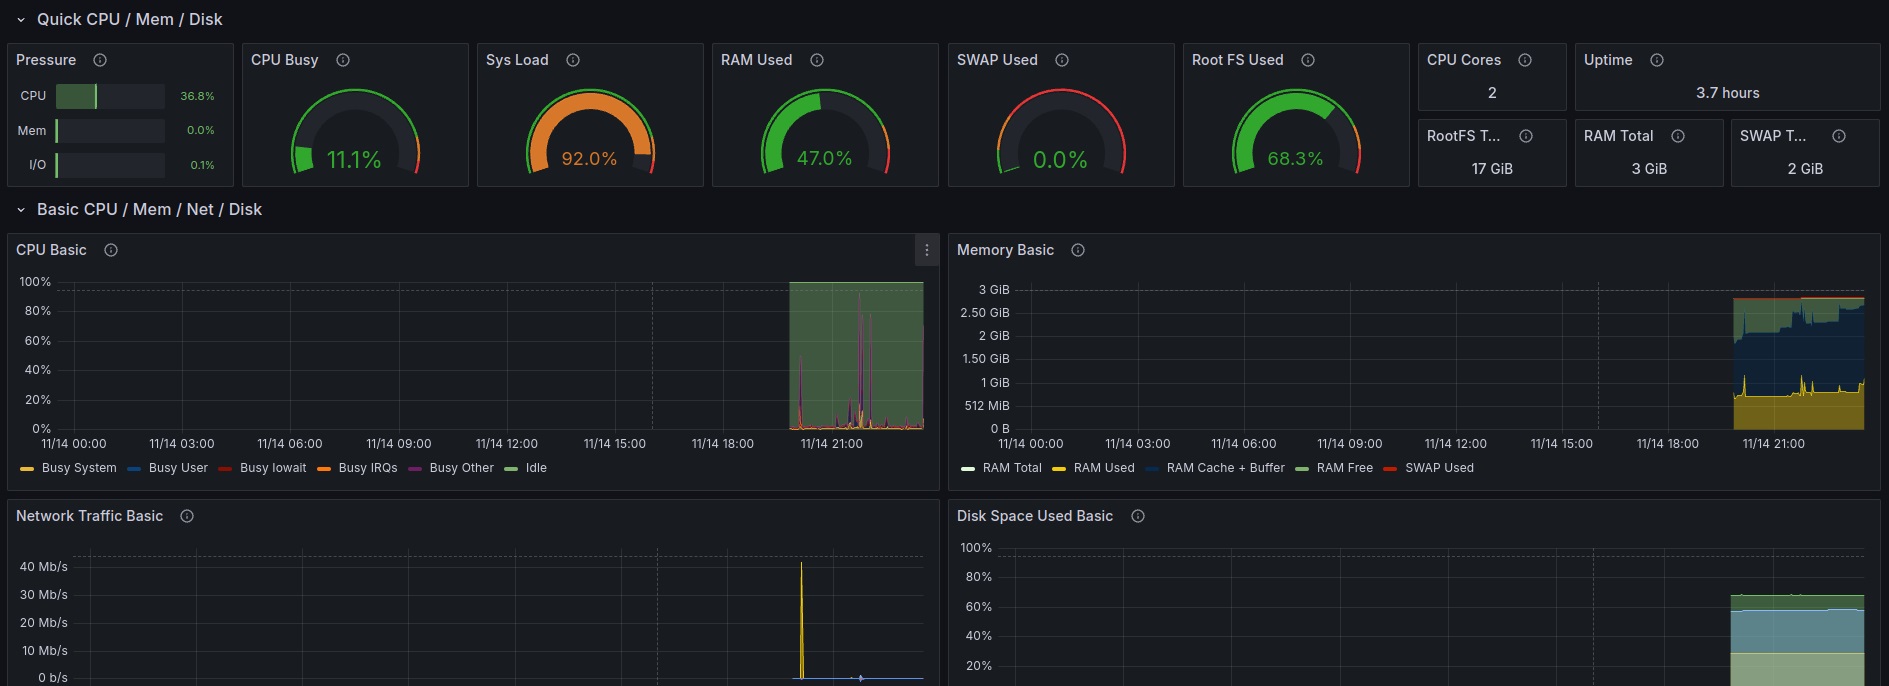 Quick CPU / Mem / Disk
Pressure
CPU 36.8%
Mem 0.0%
I/O 0.1%
CPU Busy
11.1%
Sys Load
92.0%
RAM Used
47.0%
SWAP Used
0.0%
Root FS Used
68.3%
CPU Cores
2
Uptime
3.7 hours
RootFS T...
17 GiB
RAM Total
3 GiB
SWAP T...
2 GiB
Basic CPU / Mem / Net / Disk
CPU Basic
100%
80%
60%
40%
20%
0%
11/14 00:00 11/14 03:00 11/14 06:00 11/14 09:00 11/14 12:00 11/14 15:00 11/14 18:00 11/14 21:00
Busy System Busy User Busy Iowait Busy IRQs Busy Other Idle
Memory Basic
3 GiB
2.50 GiB
2 GiB
1.50 GiB
1 GiB
512 MiB
0 B
11/14 00:00 11/14 03:00 11/14 06:00 11/14 09:00 11/14 12:00 11/14 15:00 11/14 18:00 11/14 21:00
RAM Total RAM Used RAM Cache + Buffer RAM Free SWAP Used
Network Traffic Basic
40 Mb/s
30 Mb/s
20 Mb/s
10 Mb/s
0 b/s
Disk Space Used Basic
100%
80%
60%
40%
20%